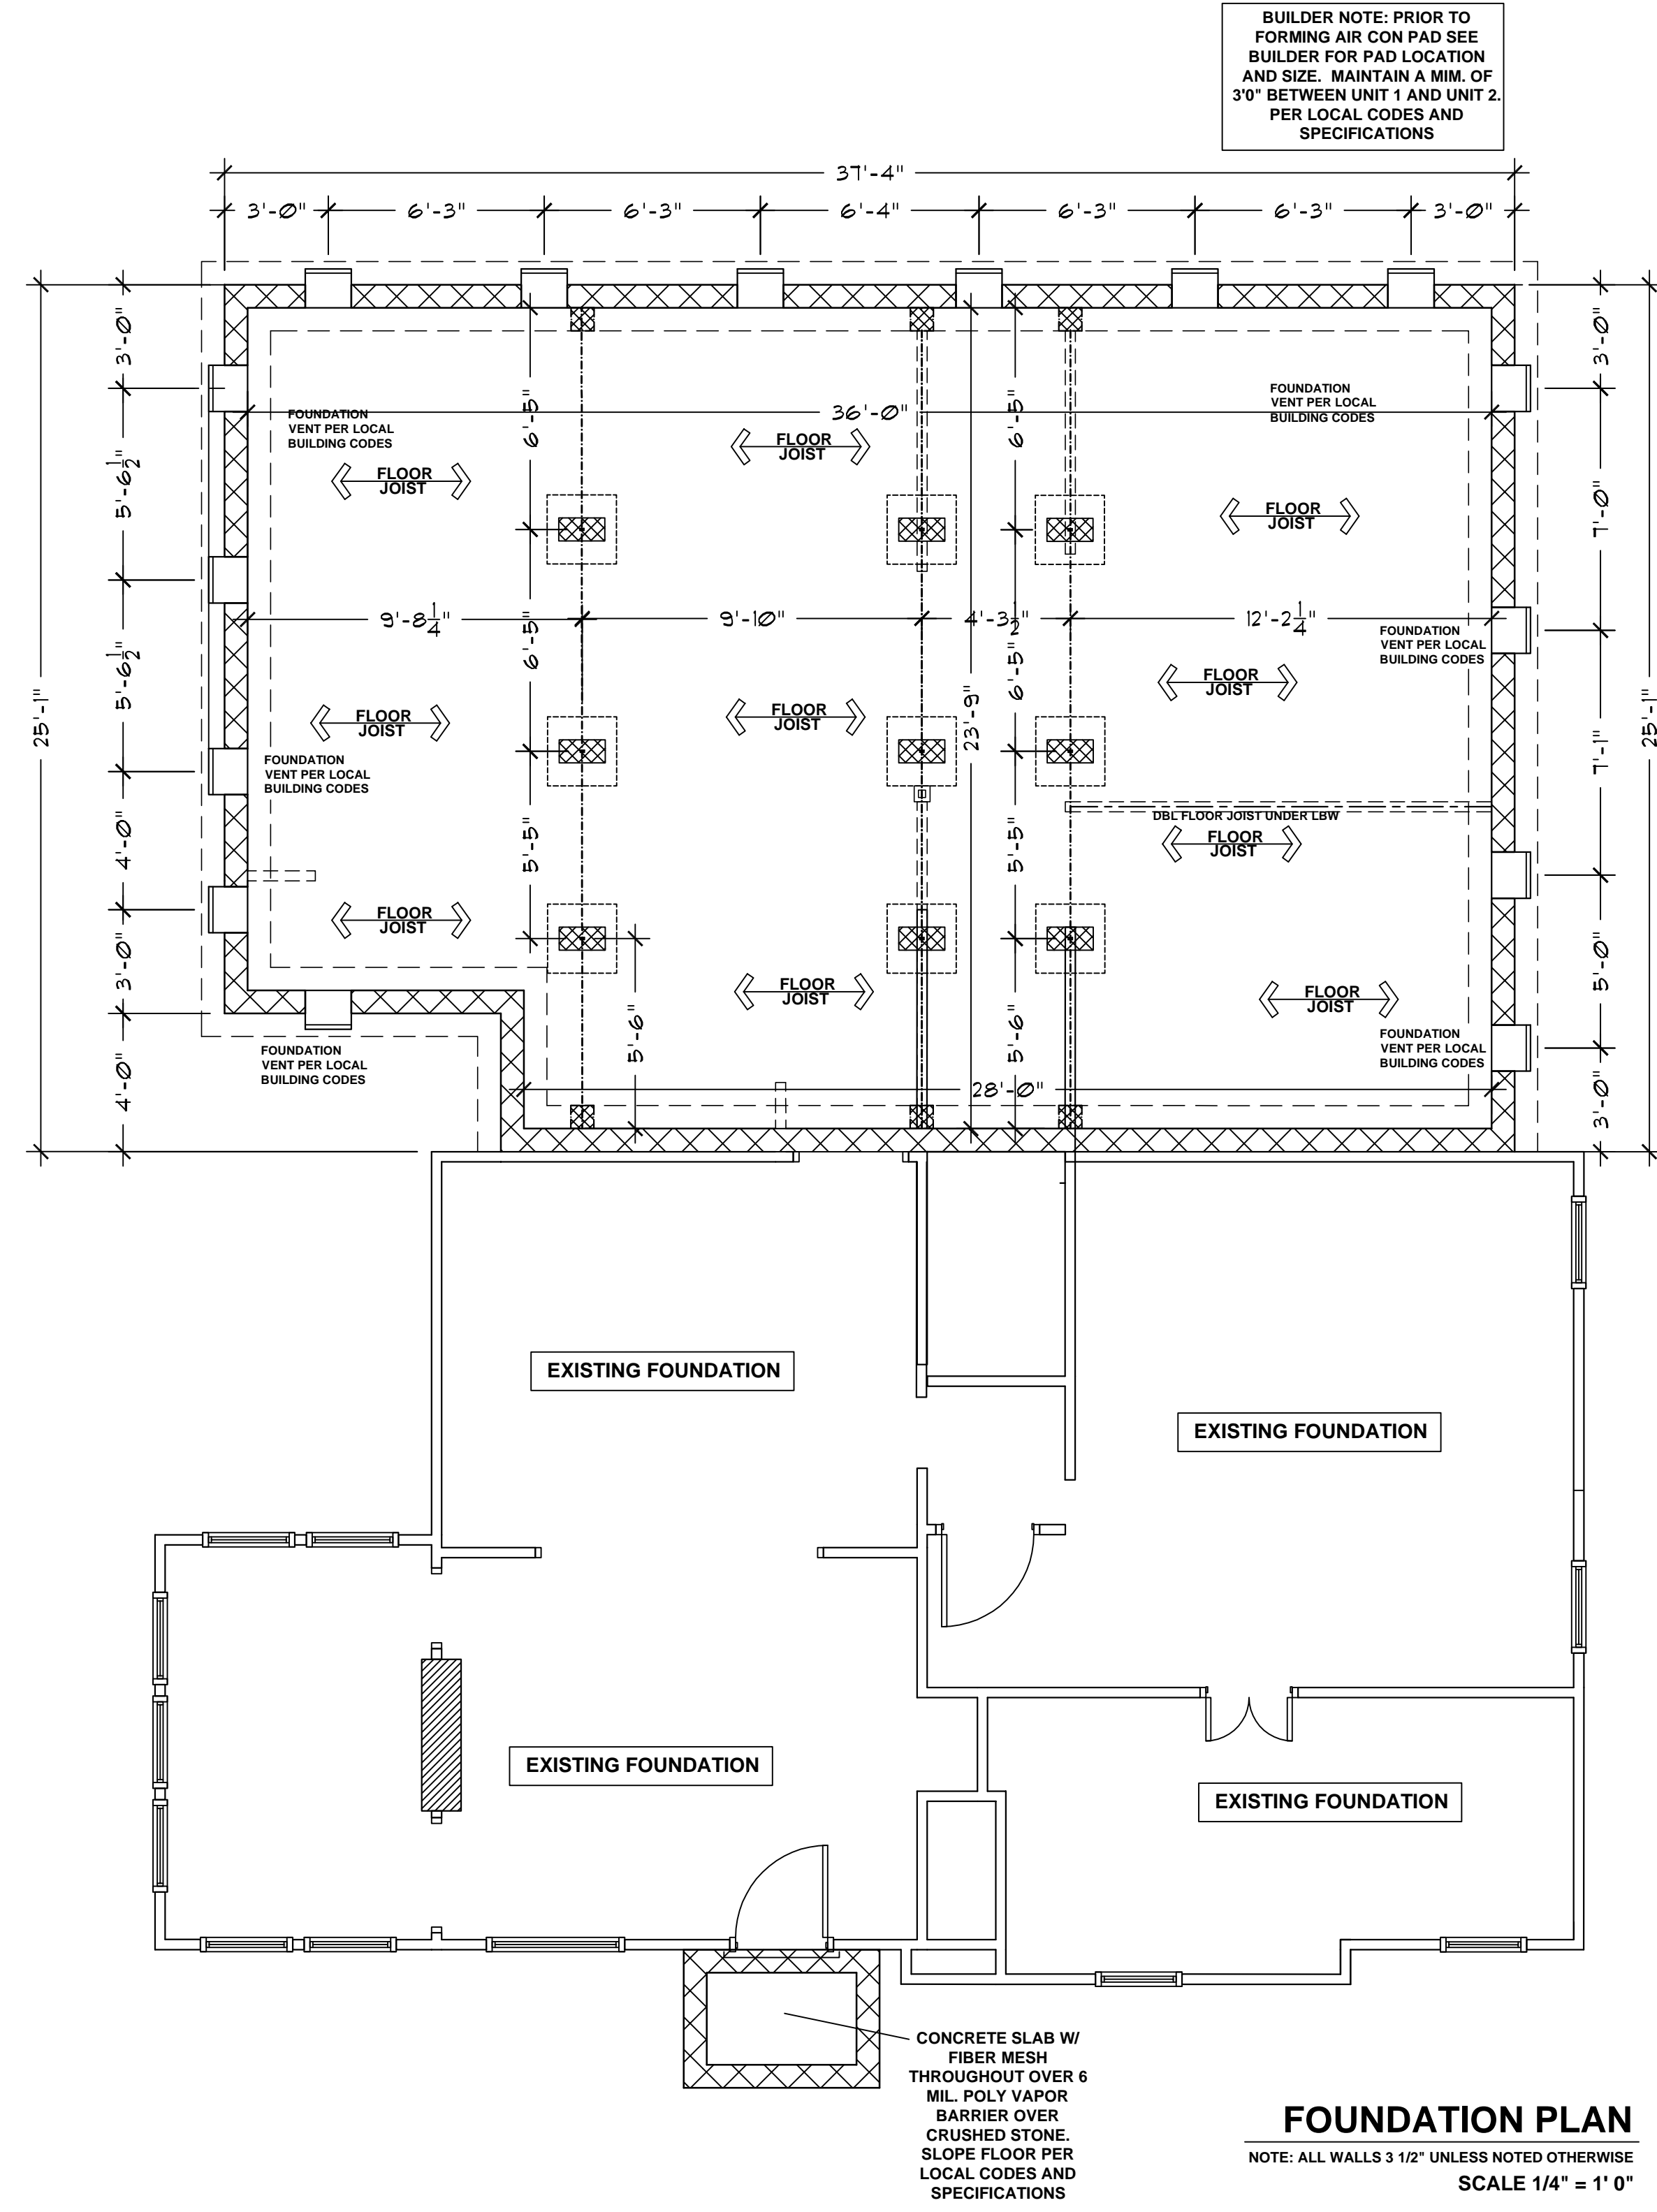 BUILDER NOTE: PRIOR TO
FORMING AIR CON PAD SEE
BUILDER FOR PAD LOCATION
AND SIZE.  MAINTAIN A MIM. OF
3'0" BETWEEN UNIT 1 AND UNIT 2.
PER LOCAL CODES AND
SPECIFICATIONS
37'-4"
3'-0" 6'-3" 6'-3" 6'-4" 6'-3" 6'-3" 3'-0"
25'-1"
3'-0"
5'-6 1/2"
5'-6 1/2"
4'-0"
3'-0"
4'-0"
FOUNDATION
VENT PER LOCAL
BUILDING CODES
36'-0"
FOUNDATION
VENT PER LOCAL
BUILDING CODES
6'-5"
6'-5"
FLOOR
JOIST
FLOOR
JOIST
FLOOR
JOIST
9'-8 1/4" 9'-10" 4'-3 1/2" 12'-2 1/4"
6'-5"
6'-5"
23'-9"
FOUNDATION
VENT PER LOCAL
BUILDING CODES
FLOOR
JOIST
FLOOR
JOIST
FLOOR
JOIST
FOUNDATION
VENT PER LOCAL
BUILDING CODES
5'-5"
5'-5"
DBL FLOOR JOIST UNDER LBW
FLOOR
JOIST
FLOOR
JOIST
FLOOR
JOIST
FLOOR
JOIST
5'-6"
5'-6"
FOUNDATION
VENT PER LOCAL
BUILDING CODES
FOUNDATION
VENT PER LOCAL
BUILDING CODES
28'-0"
3'-0"
7'-0"
7'-1"
5'-0"
3'-0"
25'-1"
EXISTING FOUNDATION
EXISTING FOUNDATION
EXISTING FOUNDATION
EXISTING FOUNDATION
CONCRETE SLAB W/
FIBER MESH
THROUGHOUT OVER 6
MIL. POLY VAPOR
BARRIER OVER
CRUSHED STONE.
SLOPE FLOOR PER
LOCAL CODES AND
SPECIFICATIONS
FOUNDATION PLAN
NOTE: ALL WALLS 3 1/2" UNLESS NOTED OTHERWISE
SCALE 1/4" = 1' 0"